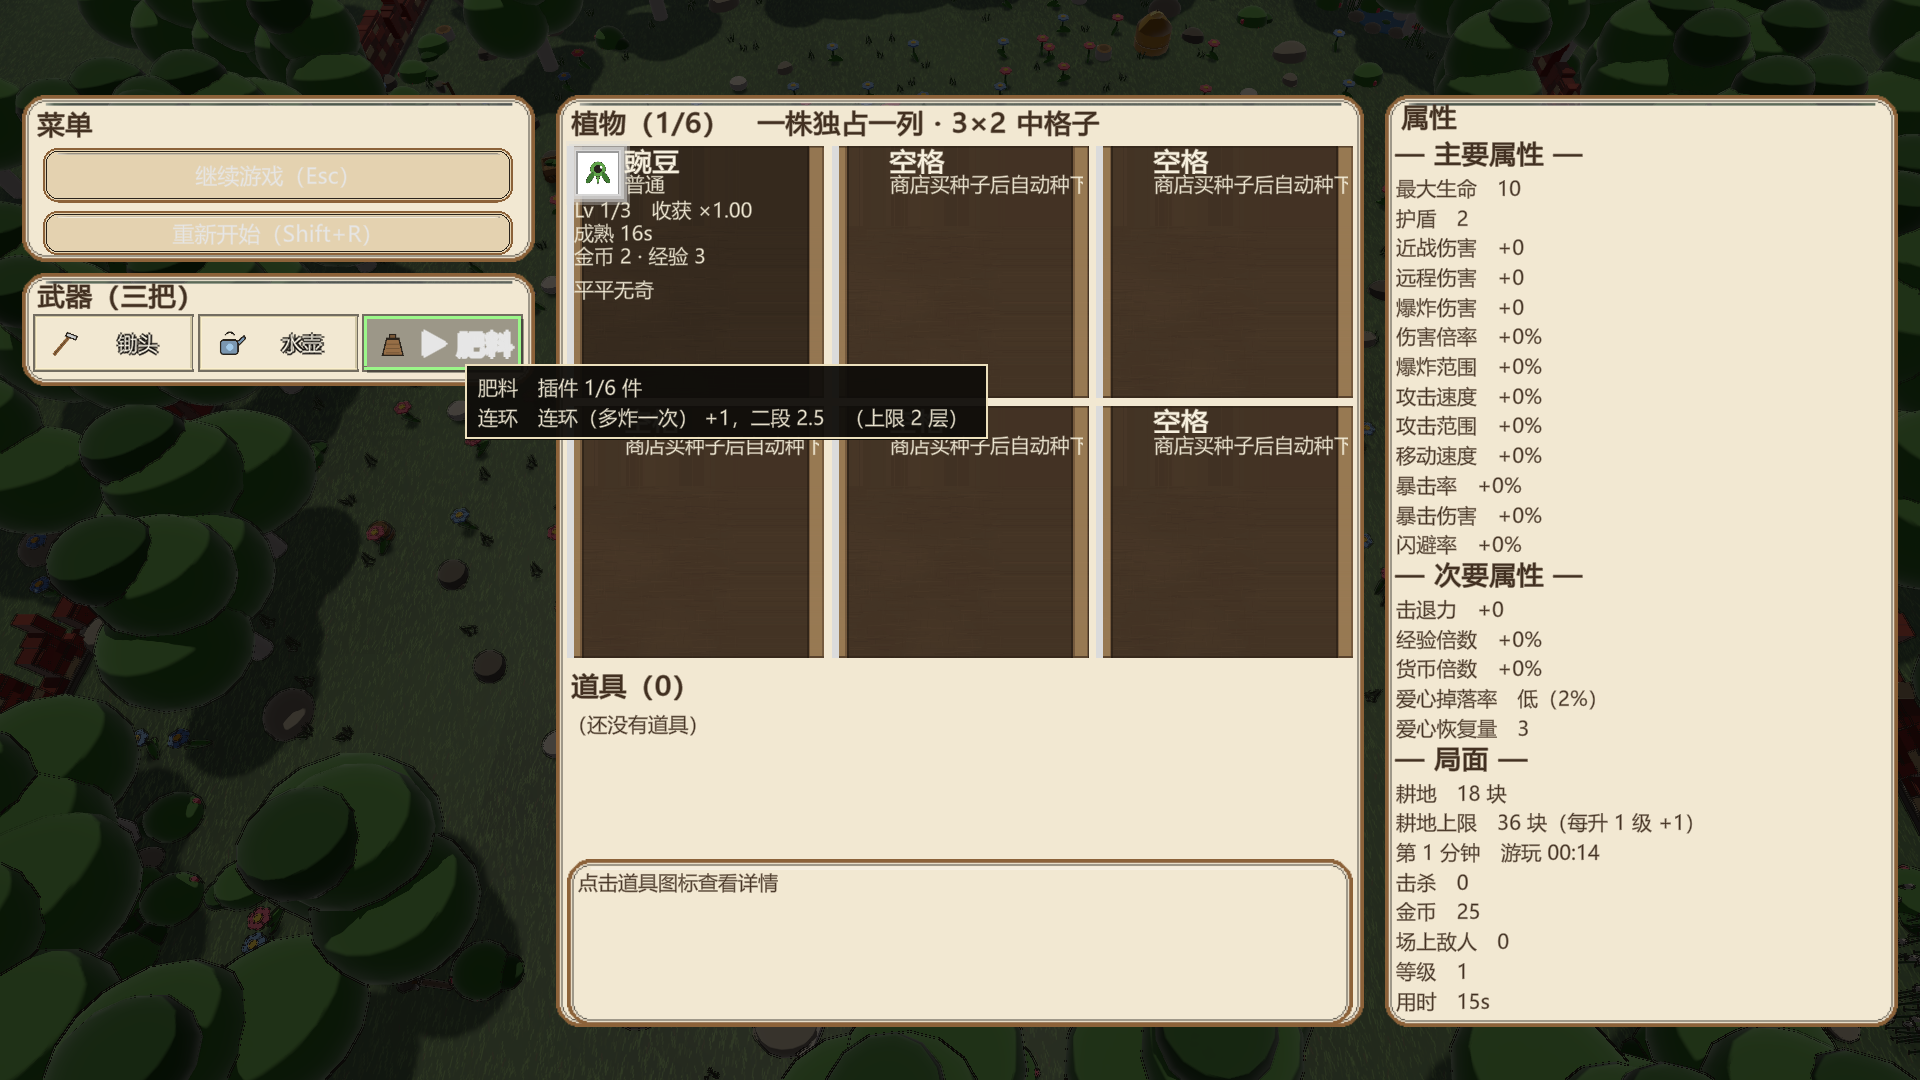 菜单
继续游戏（Esc）
重新开始（Shift+R）
武器（三把）
锄头
水壶
▶ 肥料
肥料 插件 1/6 件
连环 连环（多炸一次） +1，二段 2.5 （上限 2 层）
植物（1/6） 一株独占一列 · 3×2 中格子
豌豆
普通
Lv 1/3 收获 ×1.00
成熟 16s
金币 2 · 经验 3
平平无奇
空格
商店买种子后自动种下
空格
商店买种子后自动种下
商店买种子后自动种下
商店买种子后自动种下
空格
商店买种子后自动种下
道具（0）
（还没有道具）
点击道具图标查看详情
属性
— 主要属性 —
最大生命 10
护盾 2
近战伤害 +0
远程伤害 +0
爆炸伤害 +0
伤害倍率 +0%
爆炸范围 +0%
攻击速度 +0%
攻击范围 +0%
移动速度 +0%
暴击率 +0%
暴击伤害 +0%
闪避率 +0%
— 次要属性 —
击退力 +0
经验倍数 +0%
货币倍数 +0%
爱心掉落率 低（2%）
爱心恢复量 3
— 局面 —
耕地 18 块
耕地上限 36 块（每升 1 级 +1）
第 1 分钟 游玩 00:14
击杀 0
金币 25
场上敌人 0
等级 1
用时 15s